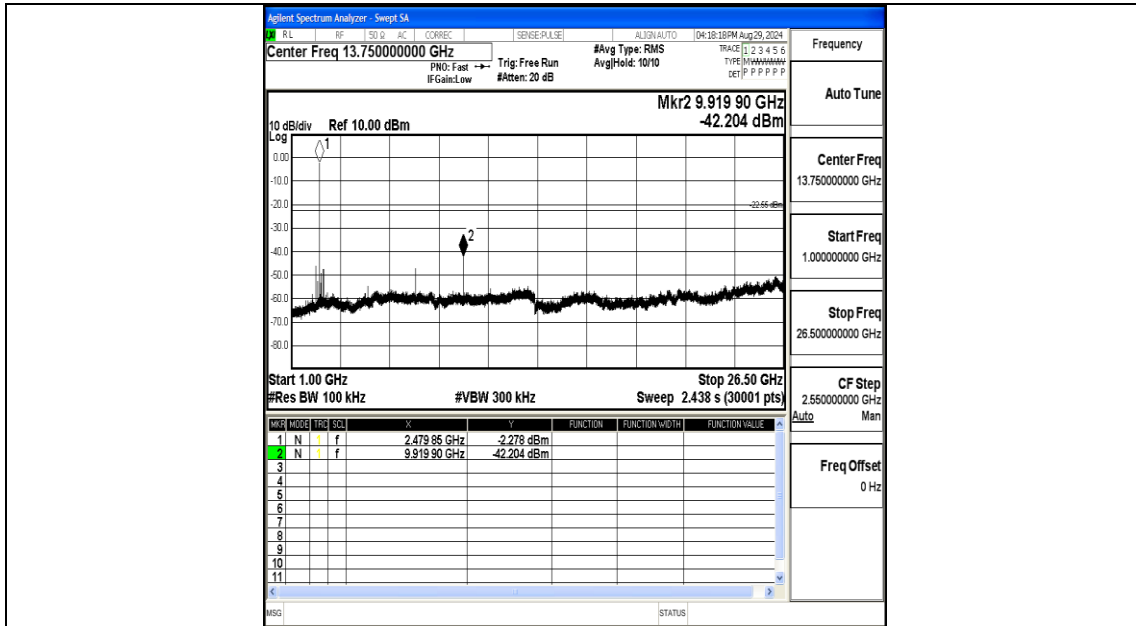 Agilent Spectrum Analyzer - Swept SA
RL RF 50 Ω AC CORREC SENSE:PULSE ALIGN AUTO 04:18:18 PM Aug 29, 2024
Center Freq 13.750000000 GHz
PNO: Fast
IFGain:Low
Trig: Free Run
#Atten: 20 dB
#Avg Type: RMS
Avg|Hold: 10/10
TRACE 1 2 3 4 5 6
TYPE
DET P P P P P P
Frequency
Mkr2 9.919 90 GHz
-42.204 dBm
10 dB/div Ref 10.00 dBm
Log
1
0.00
-10.0
-20.0
-22.55 dBm
-30.0
2
-40.0
-50.0
-60.0
-70.0
-80.0
Start 1.00 GHz Stop 26.50 GHz
#Res BW 100 kHz #VBW 300 kHz Sweep 2.438 s (30001 pts)
MKR MODE TRC SCL X Y FUNCTION FUNCTION WIDTH FUNCTION VALUE
1 N 1 f 2.479 85 GHz -2.278 dBm
2 N 1 f 9.919 90 GHz -42.204 dBm
3
4
5
6
7
8
9
10
11
MSG STATUS
Auto Tune
Center Freq
13.750000000 GHz
Start Freq
1.000000000 GHz
Stop Freq
26.500000000 GHz
CF Step
2.550000000 GHz
Auto Man
Freq Offset
0 Hz